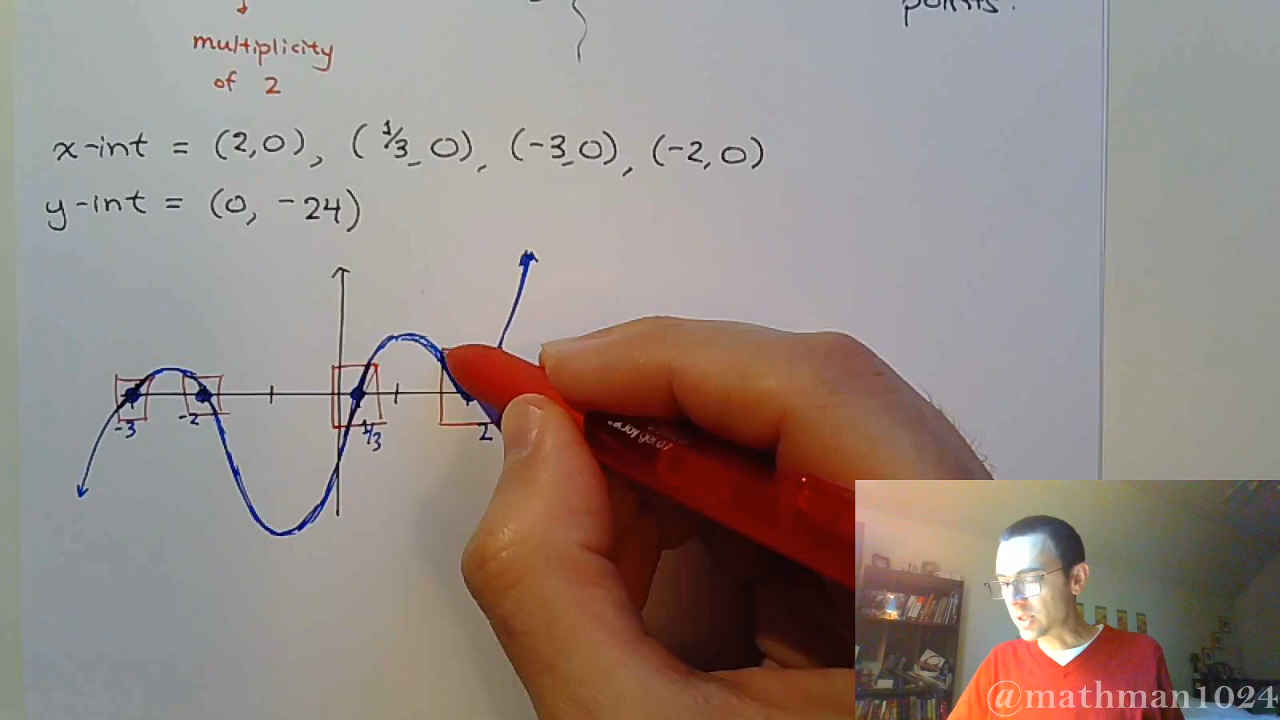 points.
multiplicity
of 2
x-int = (2,0), (1/3,0), (-3,0), (-2,0)
y-int = (0, -24)
-3
-2
1/3
2
@mathman1024